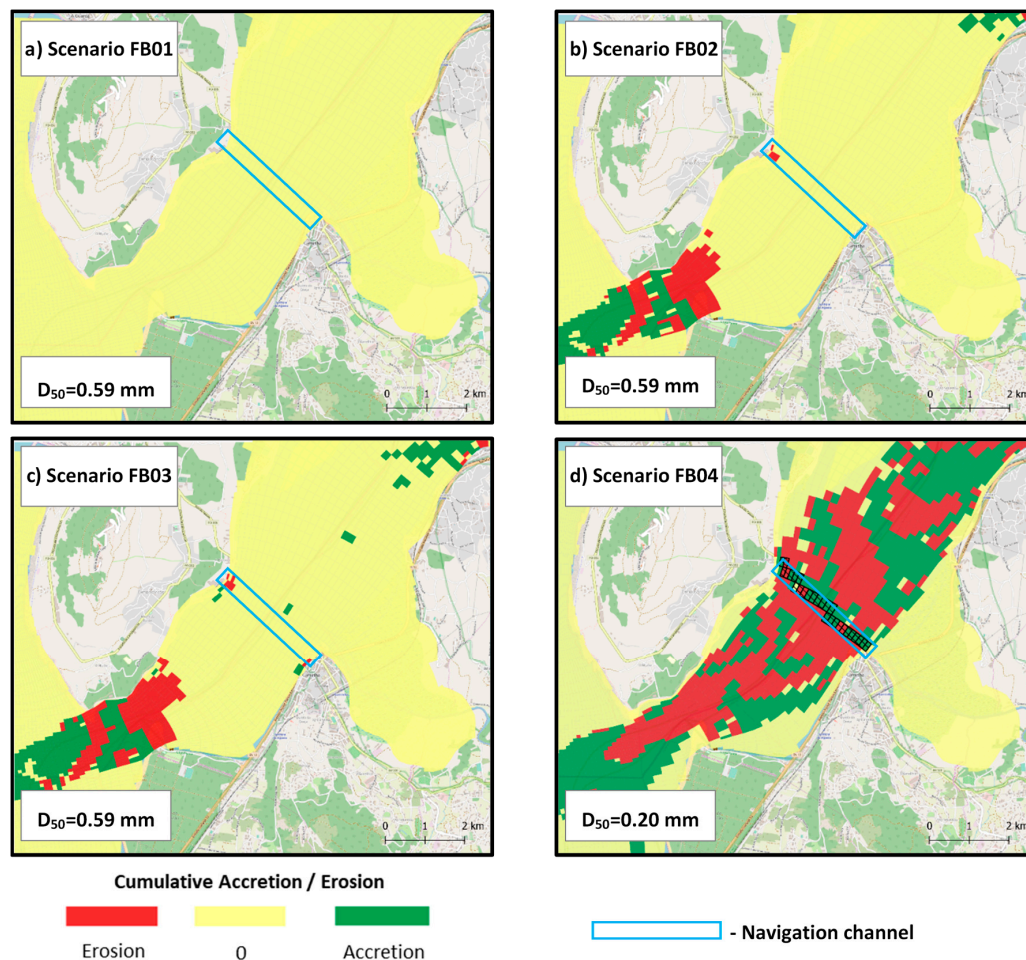 a) Scenario FB01
b) Scenario FB02
D₅₀=0.59 mm
0 1 2 km
D₅₀=0.59 mm
0 1 2 km
c) Scenario FB03
d) Scenario FB04
D₅₀=0.59 mm
0 1 2 km
D₅₀=0.20 mm
0 1 2 km
Cumulative Accretion / Erosion
Erosion
0
Accretion
- Navigation channel